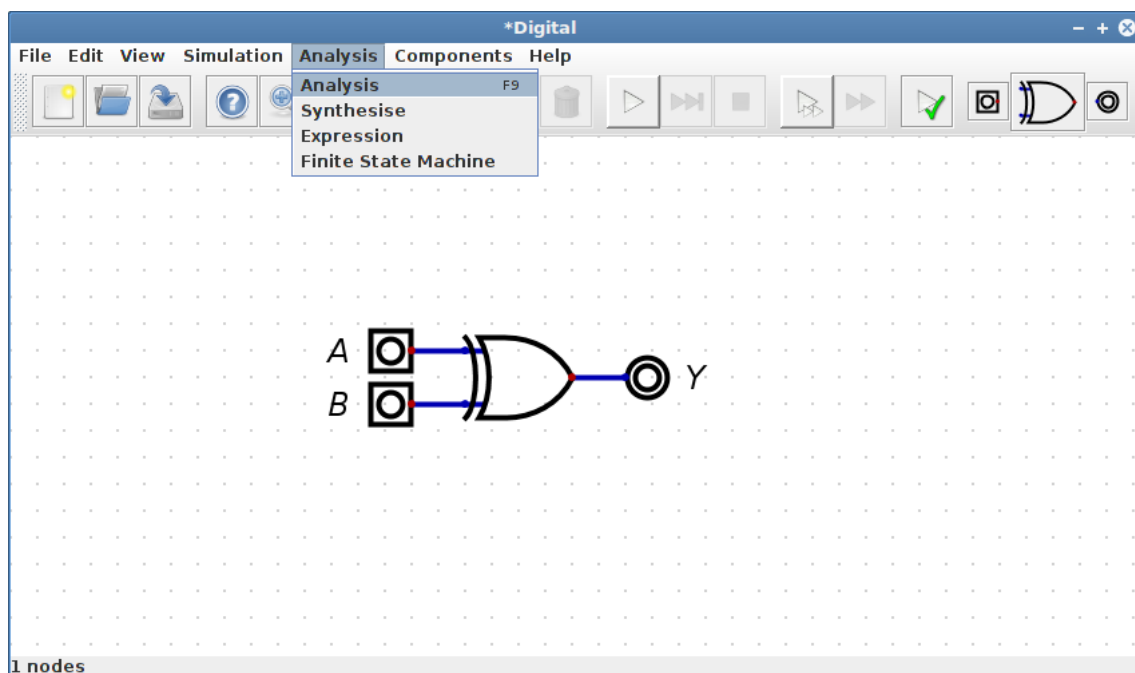 *Digital
File Edit View Simulation Analysis Components Help
Analysis F9
Synthesise
Expression
Finite State Machine
A
B
Y
1 nodes